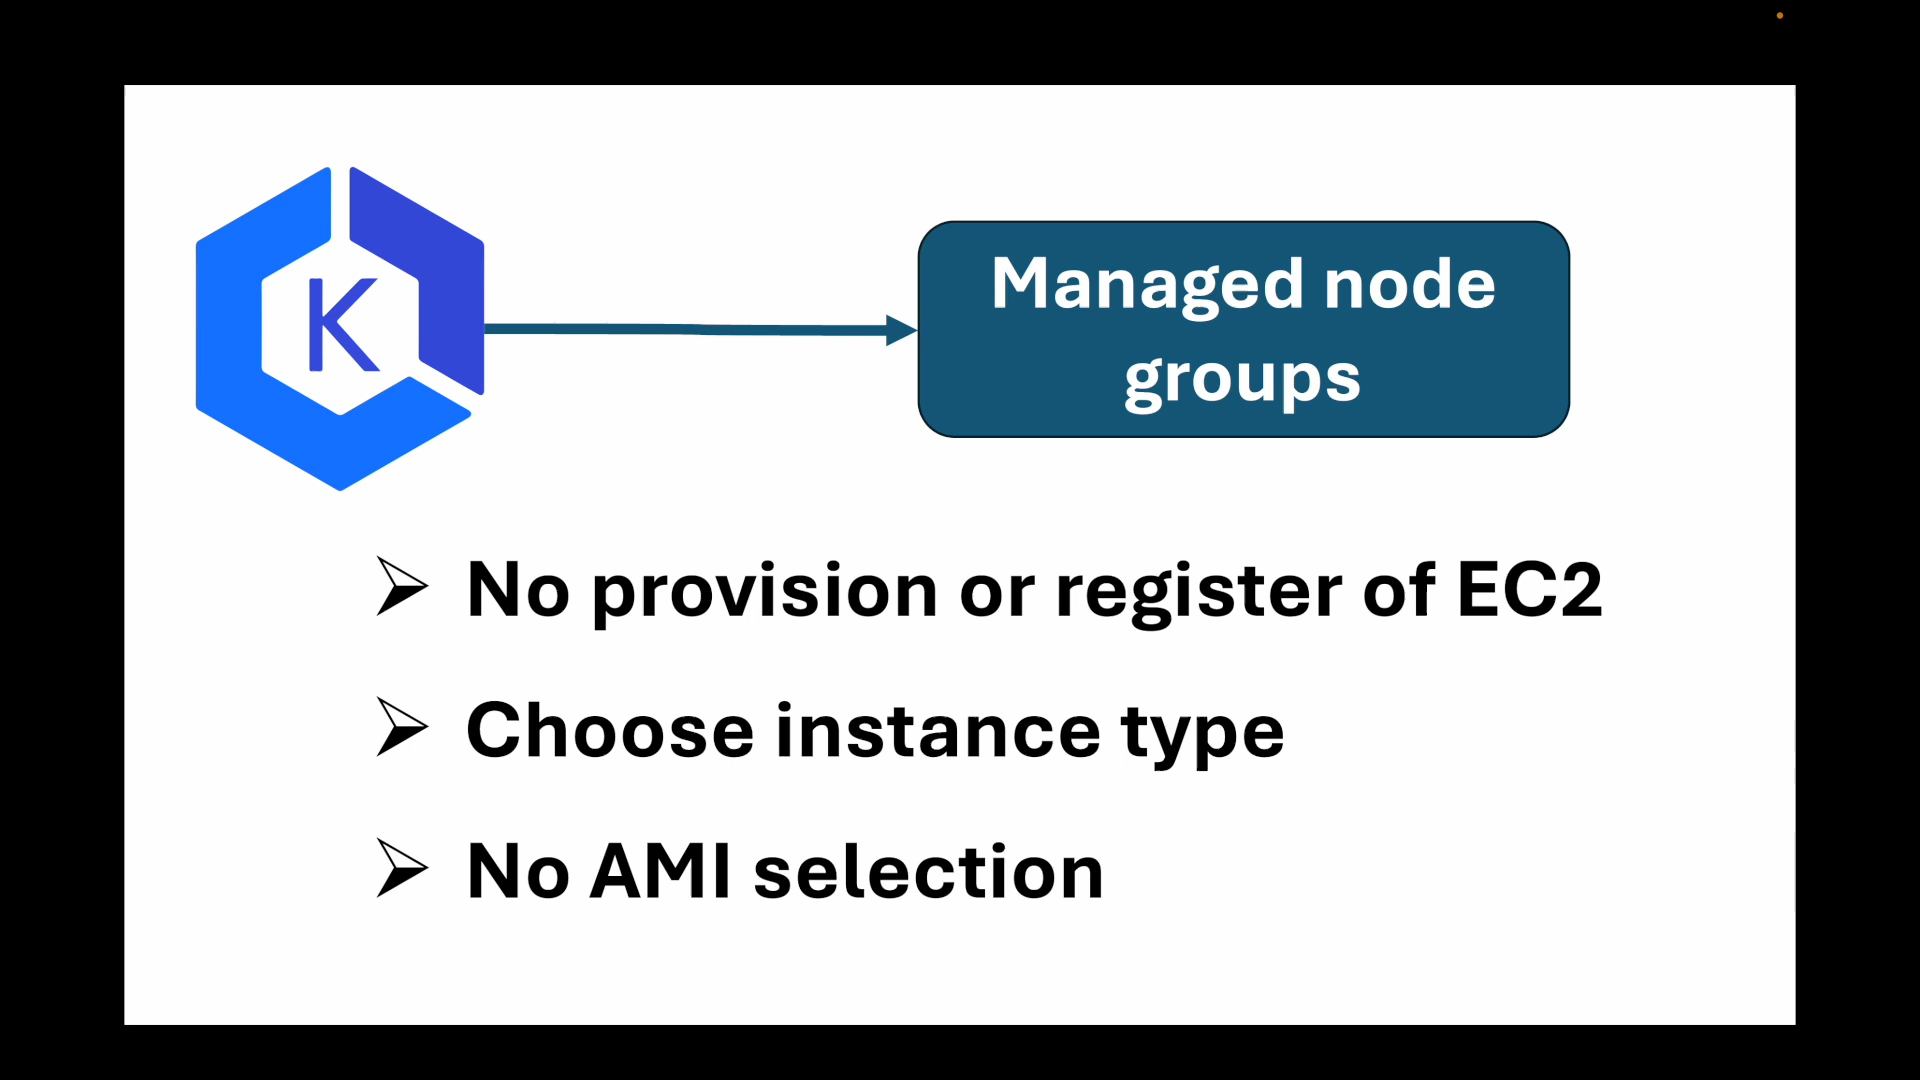 K
Managed node
groups
No provision or register of EC2
Choose instance type
No AMI selection